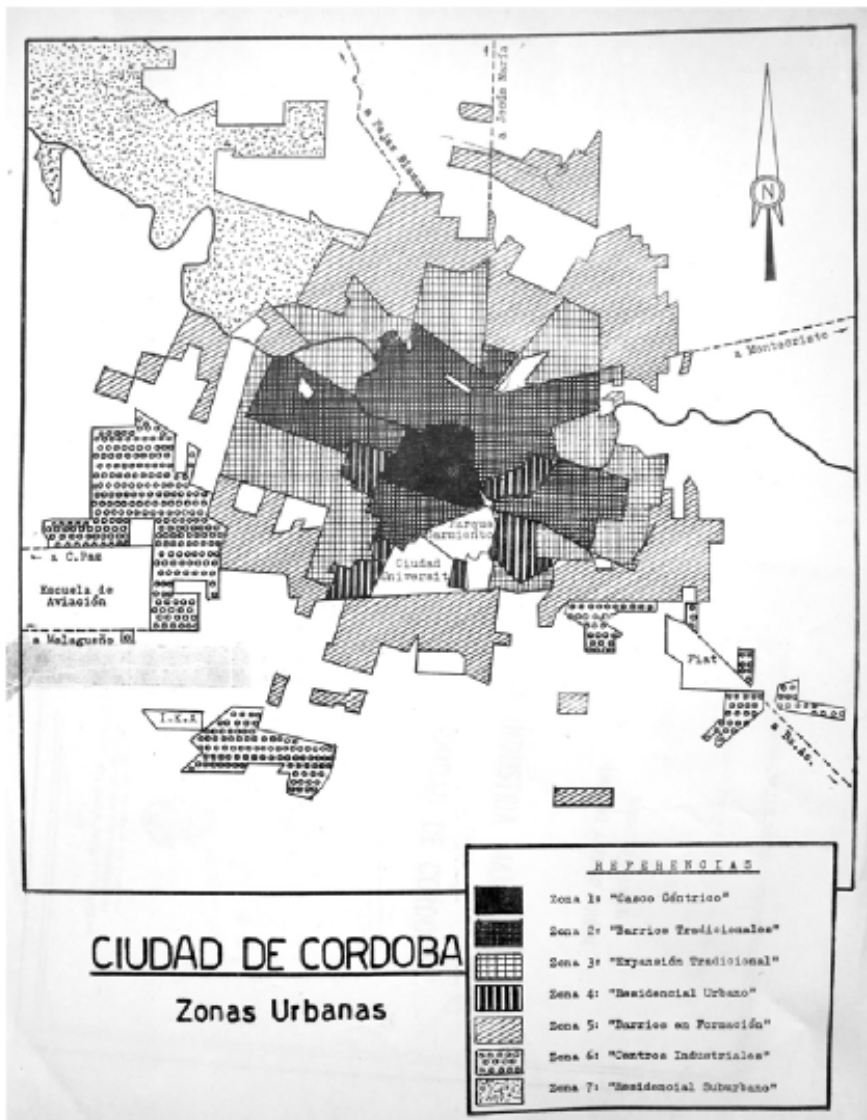 a Pajas Blancas
a Jesús María
N
a Montecristo
Parque
Sarmiento
Ciudad
Universit
a C.Paz
Escuela de
Aviación
a Malagueño
Fiat
I.K.A
a Bs.As.
REFERENCIAS
Zona 1: "Casco Céntrico"
Zona 2: "Barrios Tradicionales"
Zona 3: "Expansión Tradicional"
Zona 4: "Residencial Urbano"
Zona 5: "Barrios en Formación"
Zona 6: "Centros Industriales"
Zona 7: "Residencial Suburbano"
CIUDAD DE CORDOBA
Zonas Urbanas